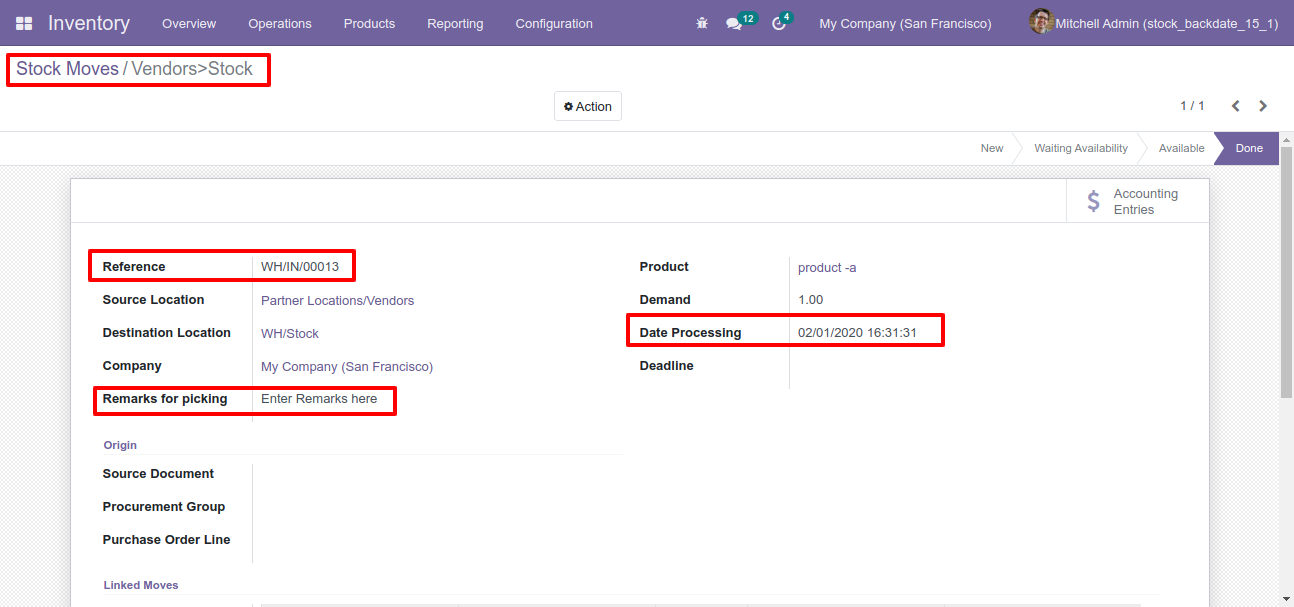 Inventory Overview Operations Products Reporting Configuration 12 4 My Company (San Francisco) Mitchell Admin (stock_backdate_15_1)
Stock Moves / Vendors>Stock
Action 1 / 1
New Waiting Availability Available Done
$ Accounting
Entries
Reference WH/IN/00013 Product product -a
Source Location Partner Locations/Vendors Demand 1.00
Destination Location WH/Stock Date Processing 02/01/2020 16:31:31
Company My Company (San Francisco) Deadline
Remarks for picking Enter Remarks here
Origin
Source Document
Procurement Group
Purchase Order Line
Linked Moves